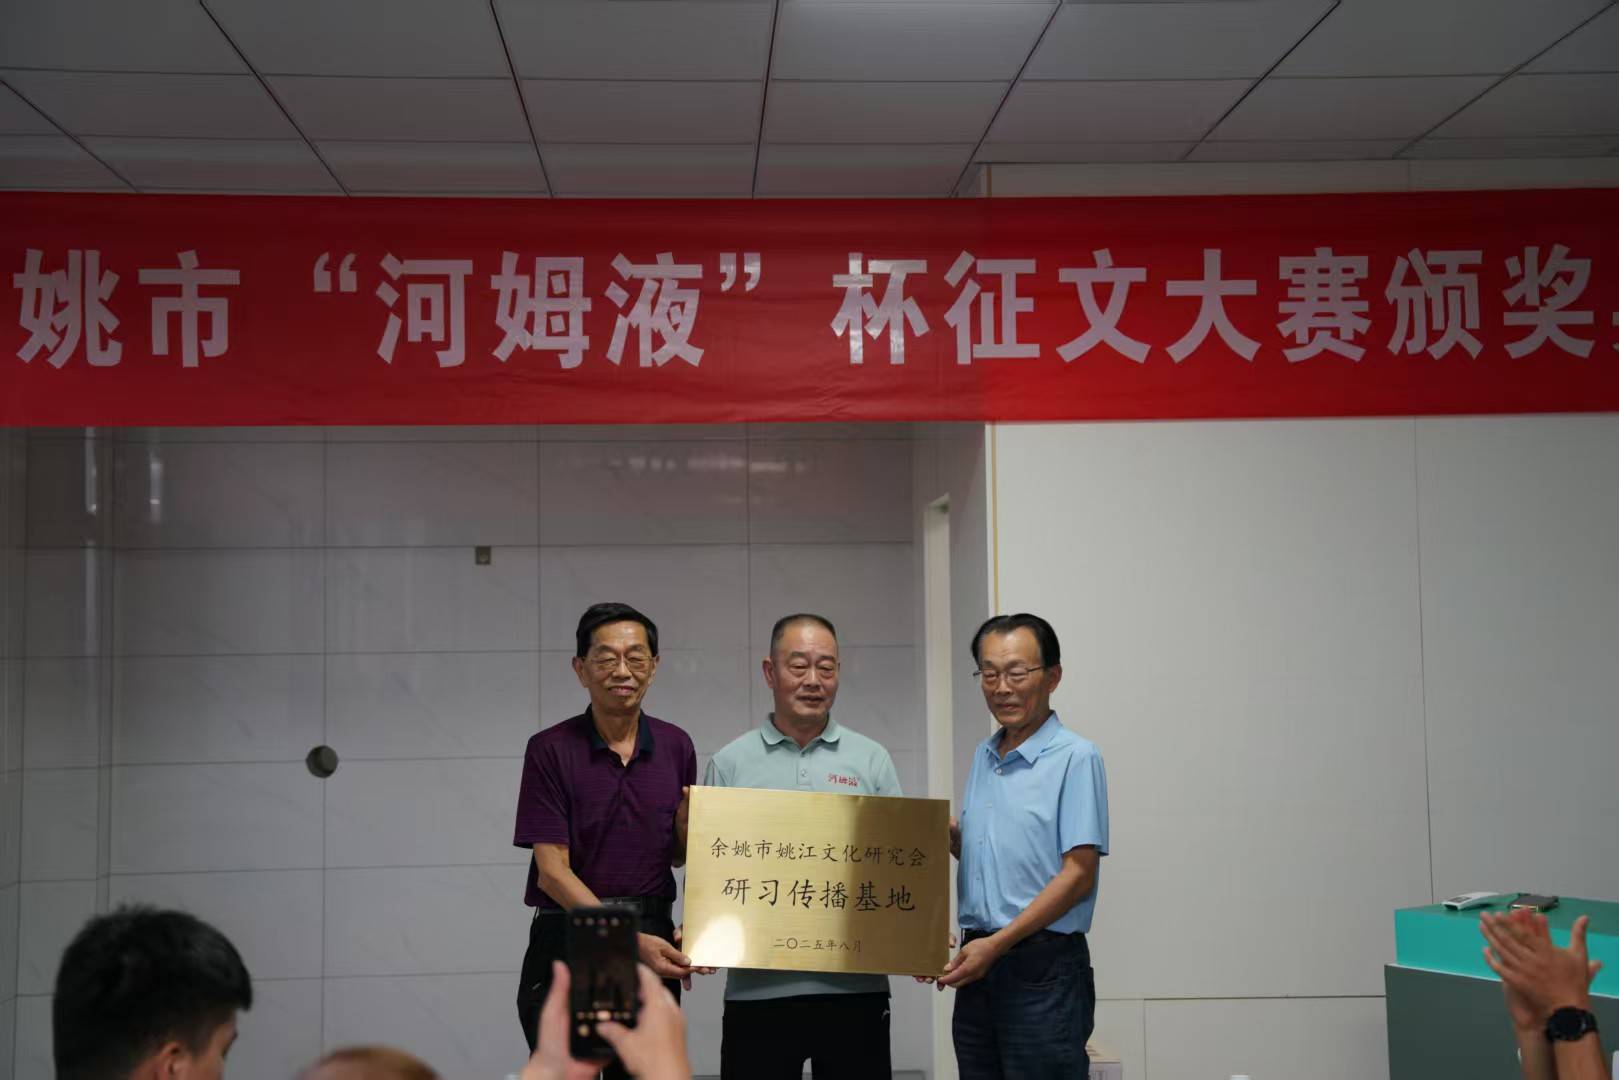 姚市“河姆液”杯征文大赛颁奖
河姆液
余姚市姚江文化研究会
研习传播基地
二〇二五年八月